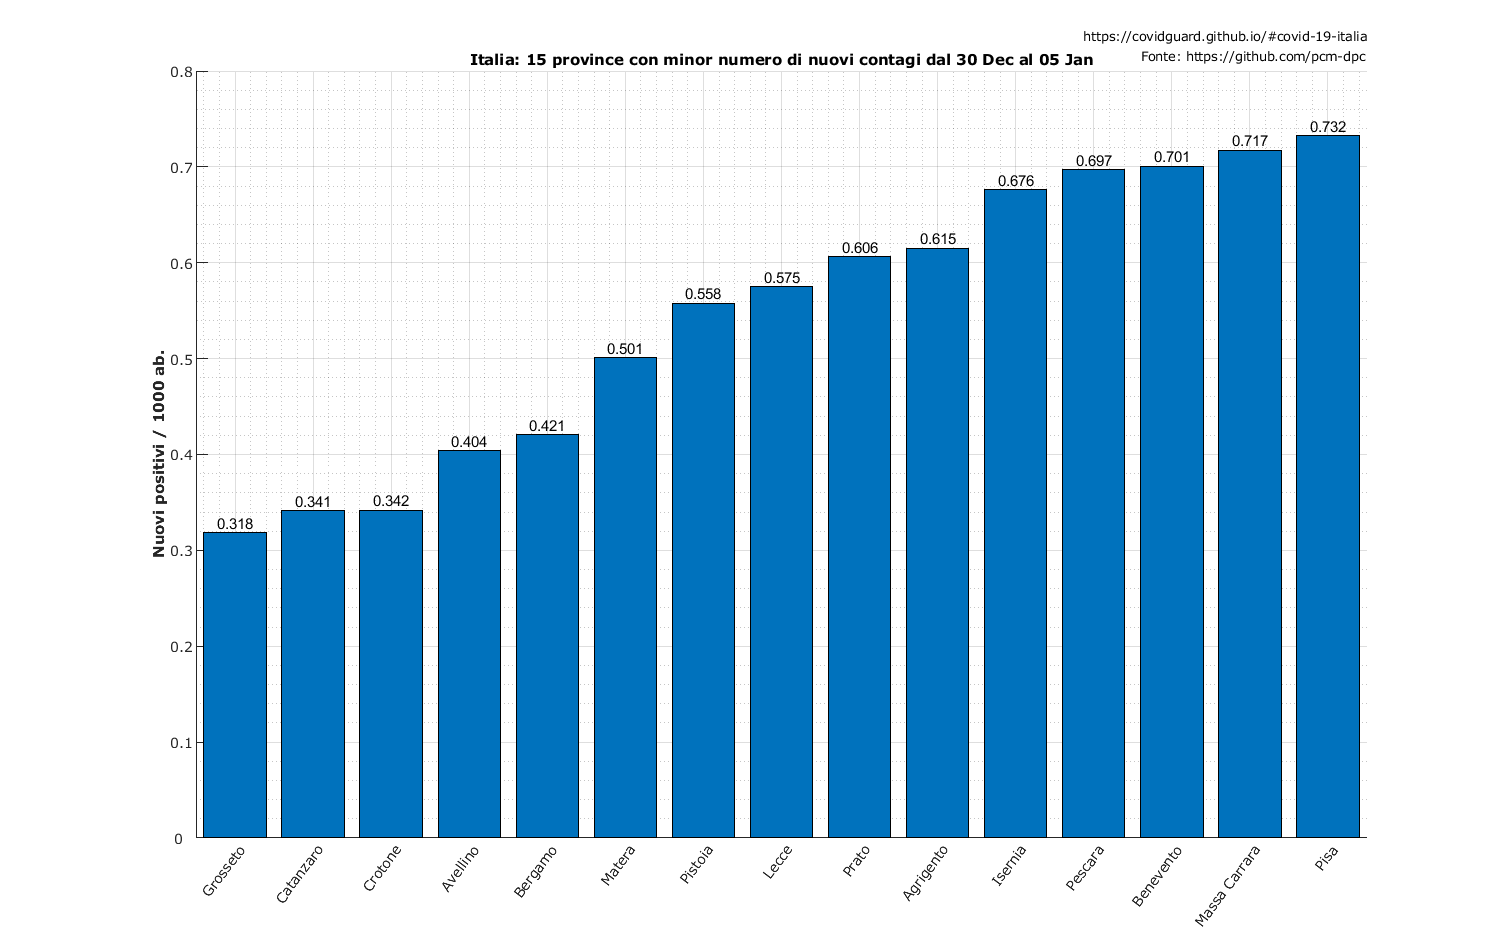 https://covidguard.github.io/#covid-19-italia
Fonte: https://github.com/pcm-dpc
Italia: 15 province con minor numero di nuovi contagi dal 30 Dec al 05 Jan
Nuovi positivi / 1000 ab.
0.8
0.7
0.6
0.5
0.4
0.3
0.2
0.1
0
0.318
0.341
0.342
0.404
0.421
0.501
0.558
0.575
0.606
0.615
0.676
0.697
0.701
0.717
0.732
Grosseto
Catanzaro
Crotone
Avellino
Bergamo
Matera
Pistoia
Lecce
Prato
Agrigento
Isernia
Pescara
Benevento
Massa Carrara
Pisa